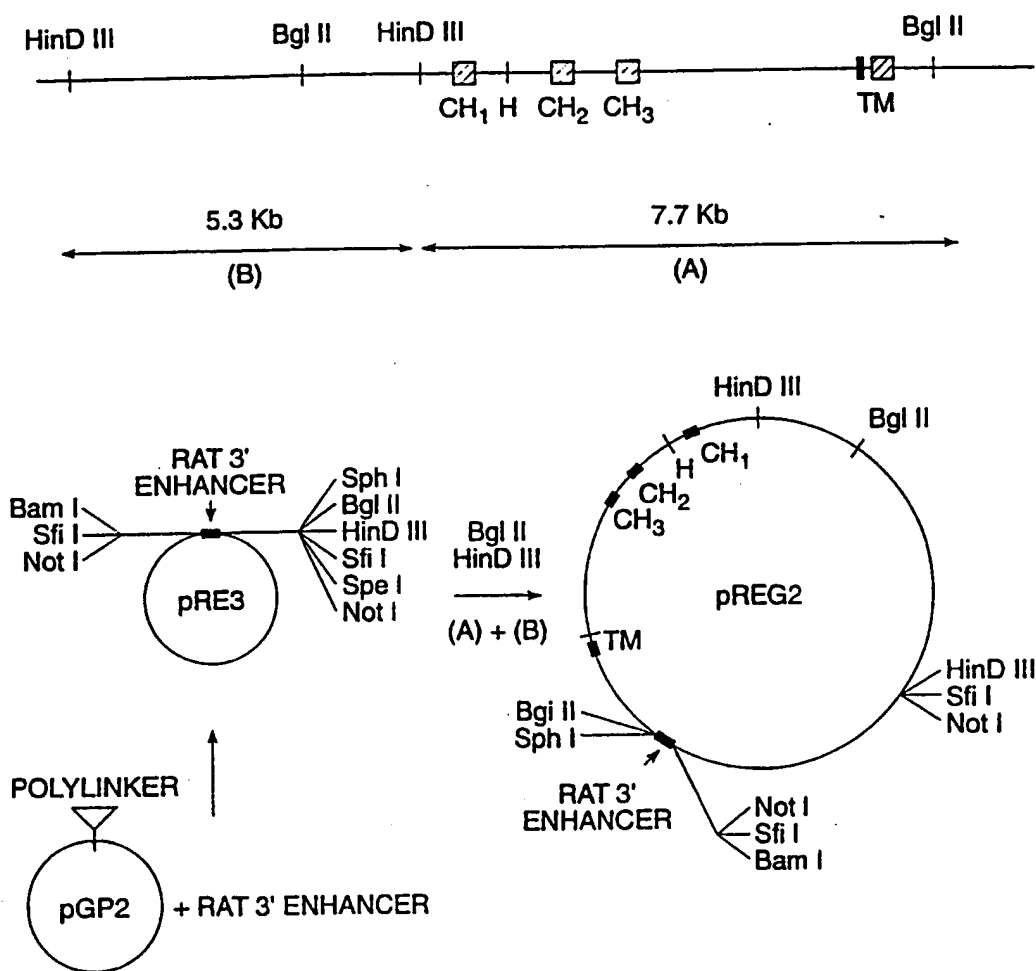 HinD III
Bgl II
HinD III
Bgl II
CH1
H
CH2
CH3
TM
5.3 Kb
7.7 Kb
(B)
(A)
RAT 3'
ENHANCER
Bam I
Sfi I
Not I
Sph I
Bgl II
HinD III
Sfi I
Spe I
Not I
pRE3
Bgl II
HinD III
(A) + (B)
HinD III
Bgl II
CH1
H
CH2
CH3
pREG2
TM
HinD III
Sfi I
Not I
Bgi II
Sph I
RAT 3'
ENHANCER
Not I
Sfi I
Bam I
POLYLINKER
pGP2
+ RAT 3' ENHANCER